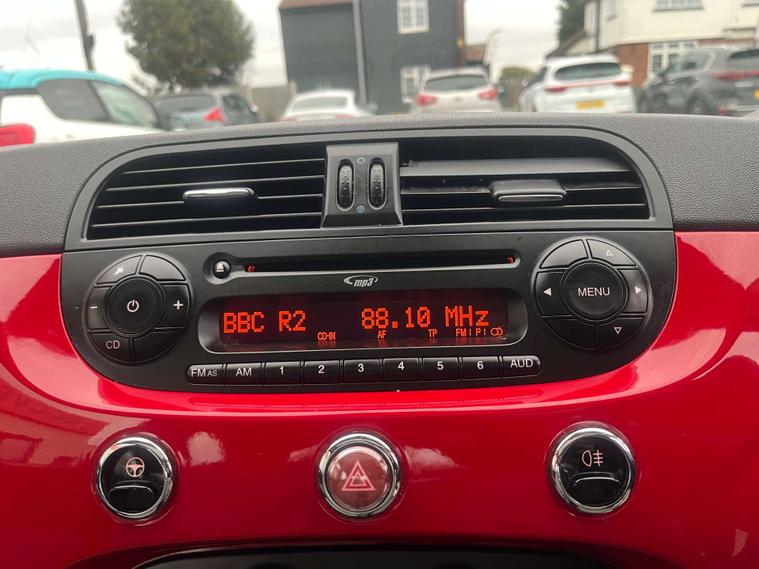 mp3
BBC R2 88.10 MHz
CD-IN AF TP FM1P1
- +
CD
MENU
FM AS AM 1 2 3 4 5 6 AUD